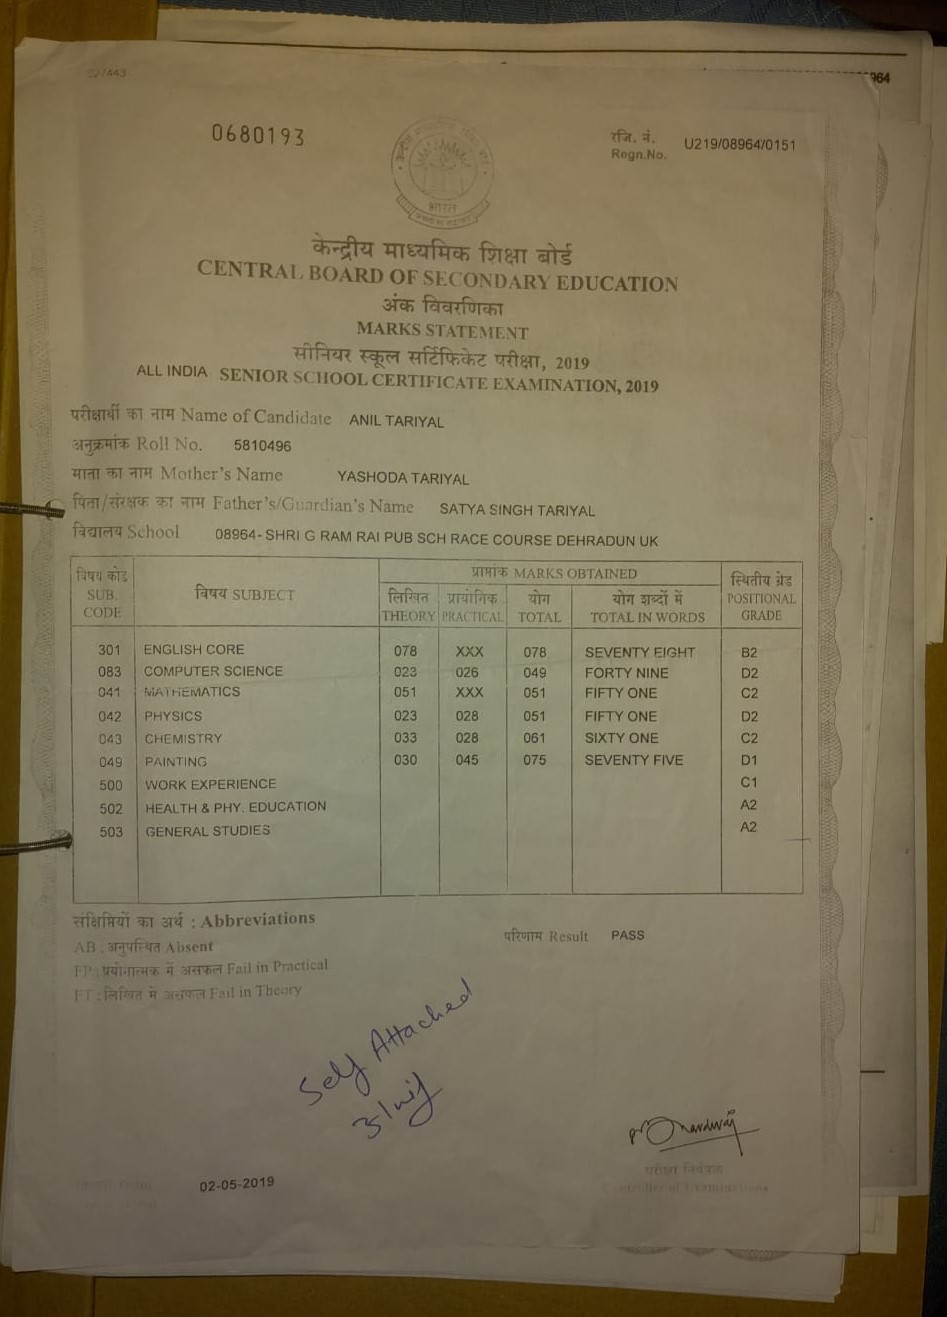 964
0680193
रजि. नं.
Regn.No. U219/08964/0151
भारत
केन्द्रीय माध्यमिक शिक्षा बोर्ड
CENTRAL BOARD OF SECONDARY EDUCATION
अंक विवरणिका
MARKS STATEMENT
सीनियर स्कूल सर्टिफिकेट परीक्षा, 2019
ALL INDIA SENIOR SCHOOL CERTIFICATE EXAMINATION, 2019
परीक्षार्थी का नाम Name of Candidate ANIL TARIYAL
अनुक्रमांक Roll No. 5810496
माता का नाम Mother's Name YASHODA TARIYAL
पिता/संरक्षक का नाम Father's/Guardian's Name SATYA SINGH TARIYAL
विद्यालय School 08964- SHRI G RAM RAI PUB SCH RACE COURSE DEHRADUN UK
विषय कोड SUB. CODE विषय SUBJECT प्राप्तांक MARKS OBTAINED स्थितीय ग्रेड POSITIONAL GRADE
लिखित THEORY प्रायोगिक PRACTICAL योग TOTAL योग शब्दों में TOTAL IN WORDS
301 ENGLISH CORE 078 XXX 078 SEVENTY EIGHT B2
083 COMPUTER SCIENCE 023 026 049 FORTY NINE D2
041 MATHEMATICS 051 XXX 051 FIFTY ONE C2
042 PHYSICS 023 028 051 FIFTY ONE D2
043 CHEMISTRY 033 028 061 SIXTY ONE C2
049 PAINTING 030 045 075 SEVENTY FIVE D1
500 WORK EXPERIENCE C1
502 HEALTH & PHY. EDUCATION A2
503 GENERAL STUDIES A2
संक्षिप्तियों का अर्थ : Abbreviations
परिणाम Result PASS
AB : अनुपस्थित Absent
FP : प्रयोगात्मक में असफल Fail in Practical
FT : लिखित में असफल Fail in Theory
Self Attached
02-05-2019
परीक्षा नियंत्रक
Controller of Examinations